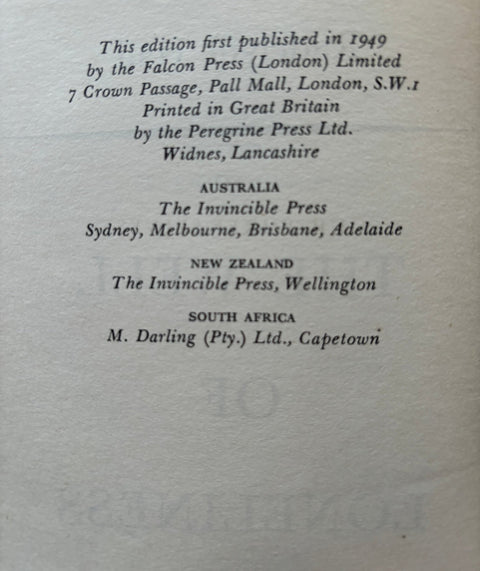 This edition first published in 1949
by the Falcon Press (London) Limited
7 Crown Passage, Pall Mall, London, S.W.1
Printed in Great Britain
by the Peregrine Press Ltd.
Widnes, Lancashire
AUSTRALIA
The Invincible Press
Sydney, Melbourne, Brisbane, Adelaide
NEW ZEALAND
The Invincible Press, Wellington
SOUTH AFRICA
M. Darling (Pty.) Ltd., Capetown
OF
LONELINESS